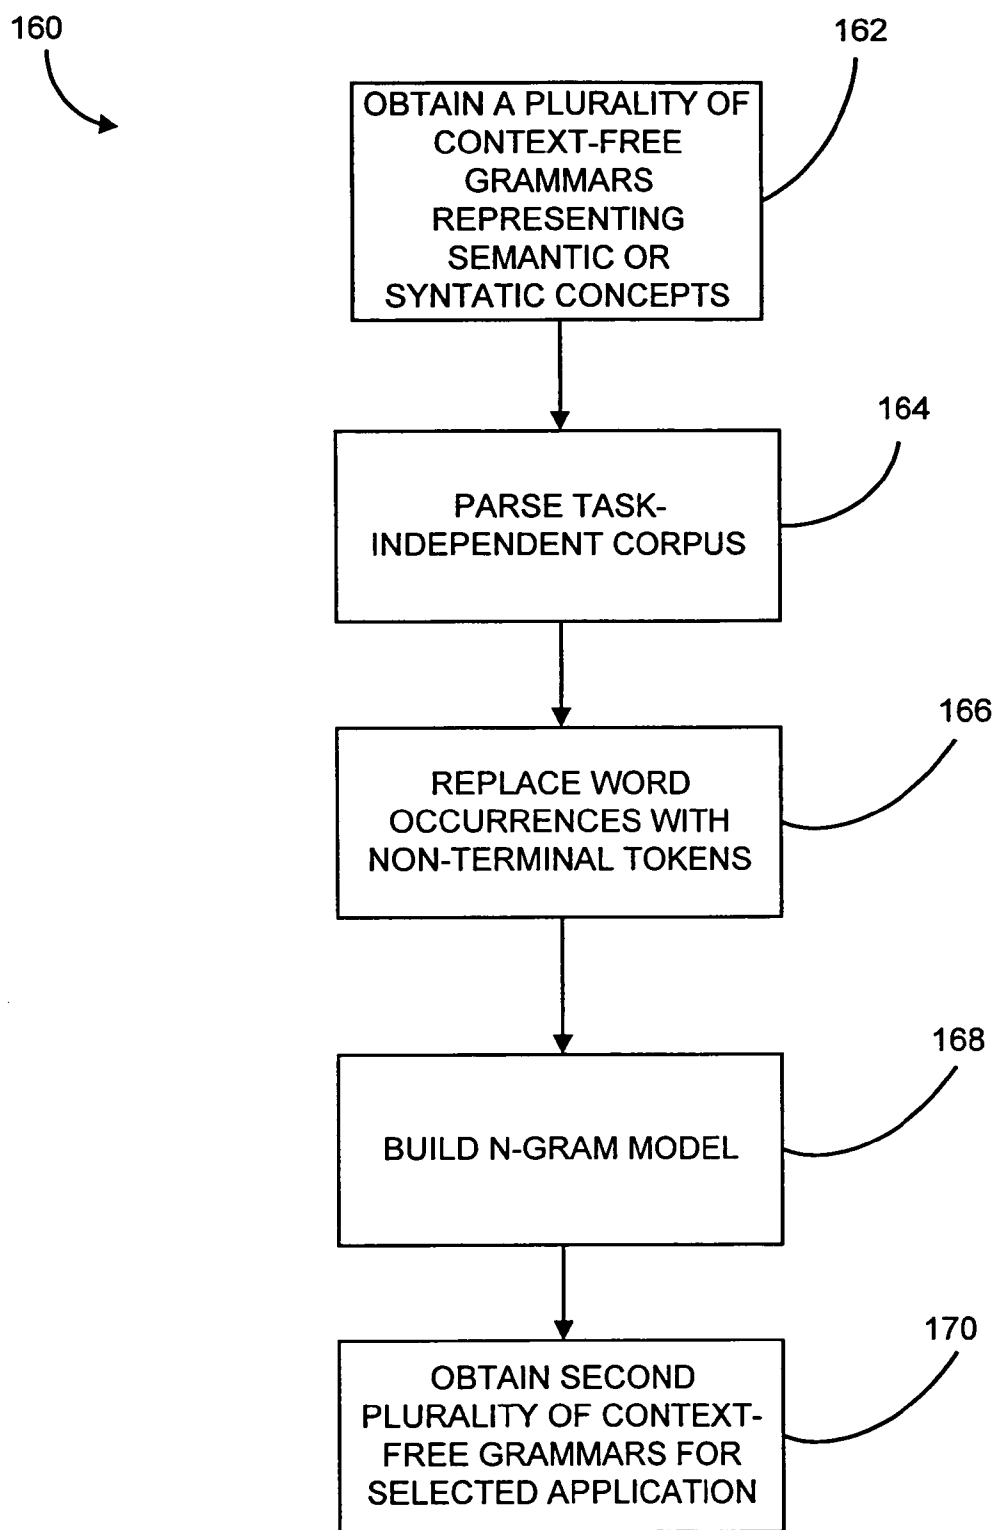 160
162
OBTAIN A PLURALITY OF
CONTEXT-FREE
GRAMMARS
REPRESENTING
SEMANTIC OR
SYNTATIC CONCEPTS
164
PARSE TASK-
INDEPENDENT CORPUS
166
REPLACE WORD
OCCURRENCES WITH
NON-TERMINAL TOKENS
168
BUILD N-GRAM MODEL
170
OBTAIN SECOND
PLURALITY OF CONTEXT-
FREE GRAMMARS FOR
SELECTED APPLICATION